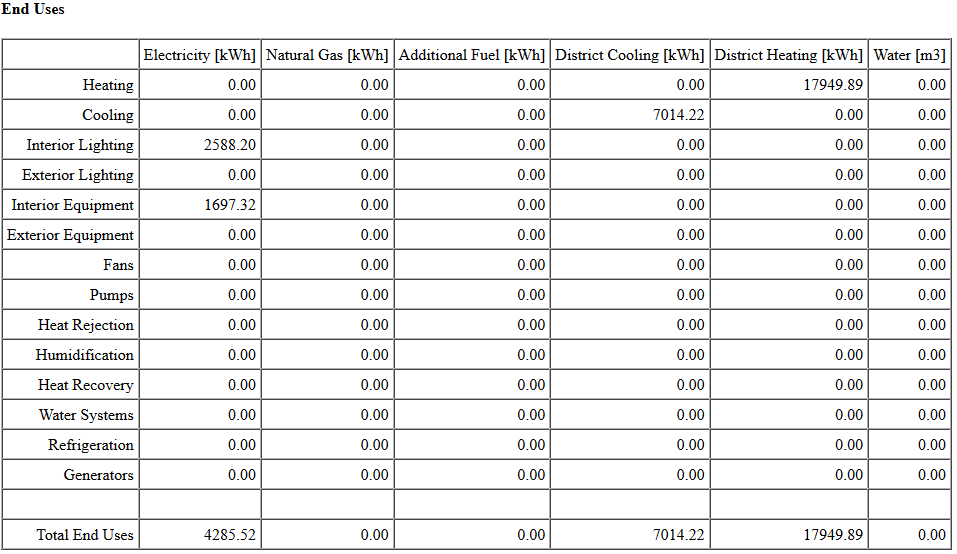 End Uses
Electricity [kWh] Natural Gas [kWh] Additional Fuel [kWh] District Cooling [kWh] District Heating [kWh] Water [m3]
Heating 0.00 0.00 0.00 0.00 17949.89 0.00
Cooling 0.00 0.00 0.00 7014.22 0.00 0.00
Interior Lighting 2588.20 0.00 0.00 0.00 0.00 0.00
Exterior Lighting 0.00 0.00 0.00 0.00 0.00 0.00
Interior Equipment 1697.32 0.00 0.00 0.00 0.00 0.00
Exterior Equipment 0.00 0.00 0.00 0.00 0.00 0.00
Fans 0.00 0.00 0.00 0.00 0.00 0.00
Pumps 0.00 0.00 0.00 0.00 0.00 0.00
Heat Rejection 0.00 0.00 0.00 0.00 0.00 0.00
Humidification 0.00 0.00 0.00 0.00 0.00 0.00
Heat Recovery 0.00 0.00 0.00 0.00 0.00 0.00
Water Systems 0.00 0.00 0.00 0.00 0.00 0.00
Refrigeration 0.00 0.00 0.00 0.00 0.00 0.00
Generators 0.00 0.00 0.00 0.00 0.00 0.00
Total End Uses 4285.52 0.00 0.00 7014.22 17949.89 0.00